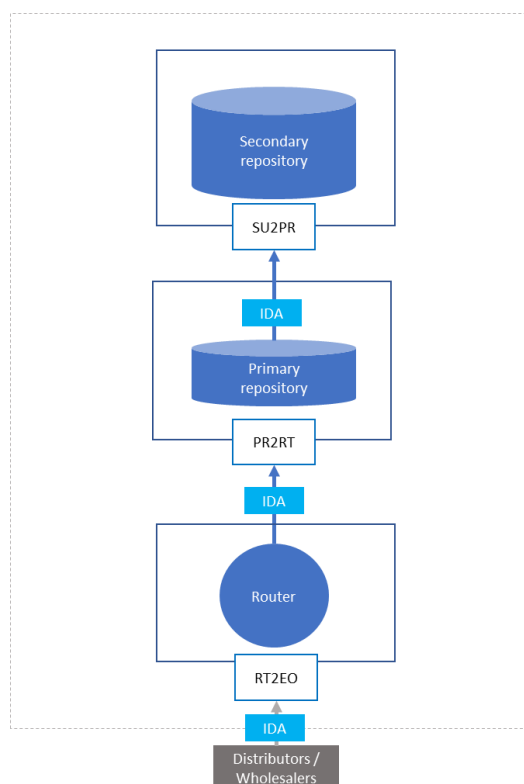 Secondary
repository
SU2PR
IDA
Primary
repository
PR2RT
IDA
Router
RT2EO
IDA
Distributors /
Wholesalers